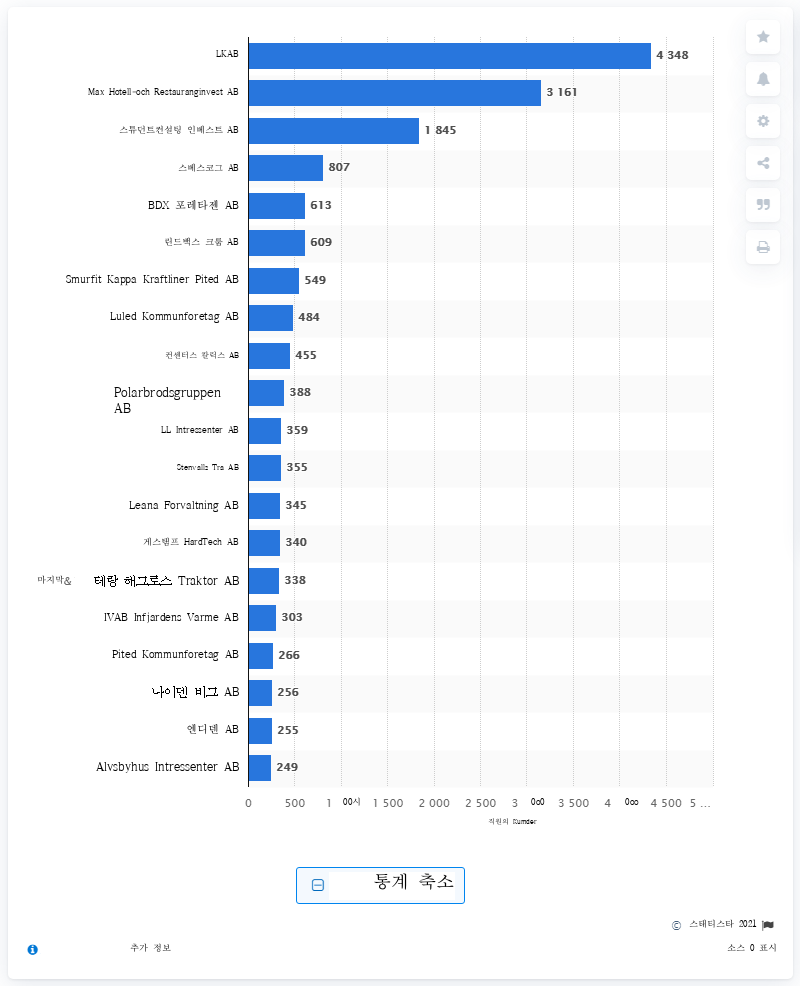 LKAB 4 348
Max Hotell-och Restauranginvest AB 3 161
스튜던트컨설팅 인베스트 AB 1 845
스베스코그 AB 807
BDX 포레타겐 AB 613
린드벡스 크룹 AB 609
Smurfit Kappa Kraftliner Pited AB 549
Luled Kommunforetag AB 484
컨센터스 칼릭스 AB 455
Polarbrodsgruppen
AB 388
LL Intressenter AB 359
Stenvalls Tra AB 355
Leana Forvaltning AB 345
게스탬프 HardTech AB 340
마지막& 테랑 해그로스 Traktor AB 338
IVAB Infjardens Varme AB 303
Pited Kommunforetag AB 266
나이덴 비그 AB 256
엔디덴 AB 255
Alvsbyhus Intressenter AB 249
0 500 1 00시 1 500 2 000 2 500 3 0o0 3 500 4 0oo 4 500 5 ...
직원의 Numder
통계 축소
© 스태티스타 2021
추가 정보 소스 0 표시